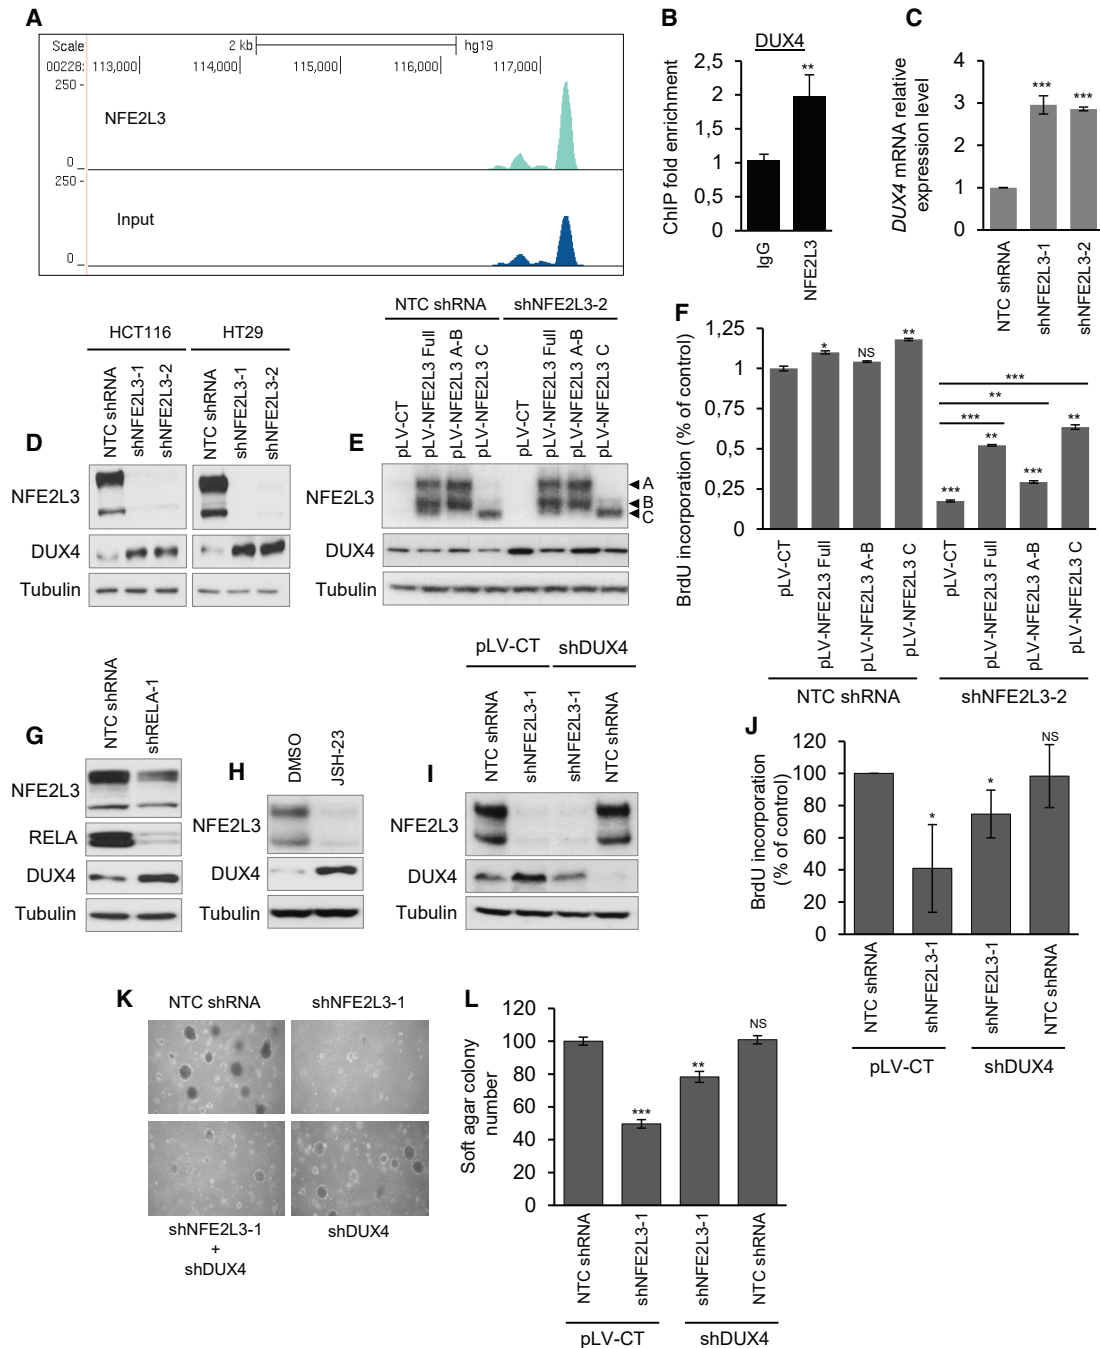 A
Scale
2 kb
hg19
00228:
113,000
114,000
115,000
116,000
117,000
250
NFE2L3
0
250
Input
0
B
DUX4
ChIP fold enrichment
2,5
2
1,5
1
0,5
0
**
IgG
NFE2L3
C
DUX4 mRNA relative
expression level
4
3
2
1
0
***
***
NTC shRNA
shNFE2L3-1
shNFE2L3-2
D
HCT116
HT29
NTC shRNA
shNFE2L3-1
shNFE2L3-2
NTC shRNA
shNFE2L3-1
shNFE2L3-2
NFE2L3
DUX4
Tubulin
E
NTC shRNA
shNFE2L3-2
pLV-CT
pLV-NFE2L3 Full
pLV-NFE2L3 A-B
pLV-NFE2L3 C
pLV-CT
pLV-NFE2L3 Full
pLV-NFE2L3 A-B
pLV-NFE2L3 C
NFE2L3
A
B
C
DUX4
Tubulin
F
BrdU incorporation (% of control)
1,25
1
0,75
0,5
0,25
0
*
NS
**
***
**
***
***
**
***
**
pLV-CT
pLV-NFE2L3 Full
pLV-NFE2L3 A-B
pLV-NFE2L3 C
pLV-CT
pLV-NFE2L3 Full
pLV-NFE2L3 A-B
pLV-NFE2L3 C
NTC shRNA
shNFE2L3-2
G
NTC shRNA
shRELA-1
NFE2L3
RELA
DUX4
Tubulin
H
DMSO
JSH-23
NFE2L3
DUX4
Tubulin
I
pLV-CT
shDUX4
NTC shRNA
shNFE2L3-1
shNFE2L3-1
NTC shRNA
NFE2L3
DUX4
Tubulin
J
BrdU incorporation
(% of control)
120
100
80
60
40
20
0
*
*
NS
NTC shRNA
shNFE2L3-1
shNFE2L3-1
NTC shRNA
pLV-CT
shDUX4
K
NTC shRNA
shNFE2L3-1
shNFE2L3-1
+
shDUX4
shDUX4
L
Soft agar colony
number
120
100
80
60
40
20
0
***
**
NS
NTC shRNA
shNFE2L3-1
shNFE2L3-1
NTC shRNA
pLV-CT
shDUX4